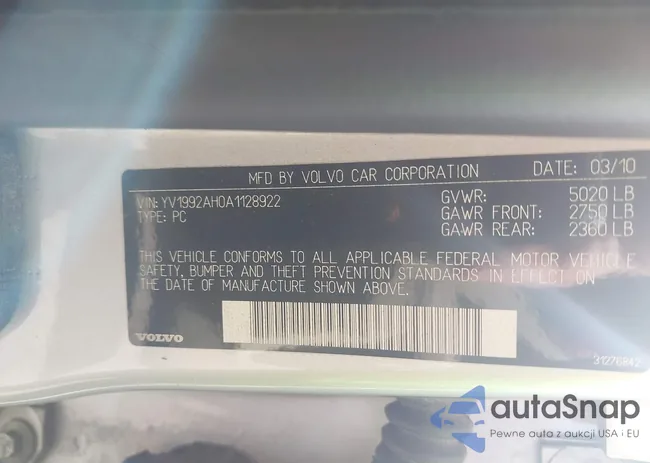 MFD BY VOLVO CAR CORPORATION DATE: 03/10
VIN: YV1992AH0A1128922 GVWR: 5020 LB
TYPE: PC GAWR FRONT: 2750 LB
GAWR REAR: 2360 LB
THIS VEHICLE CONFORMS TO ALL APPLICABLE FEDERAL MOTOR VEHICLE
SAFETY, BUMPER AND THEFT PREVENTION STANDARDS IN EFFECT ON
THE DATE OF MANUFACTURE SHOWN ABOVE.
VOLVO
31276842
autaSnap
Pewne auta z aukcji USA i EU